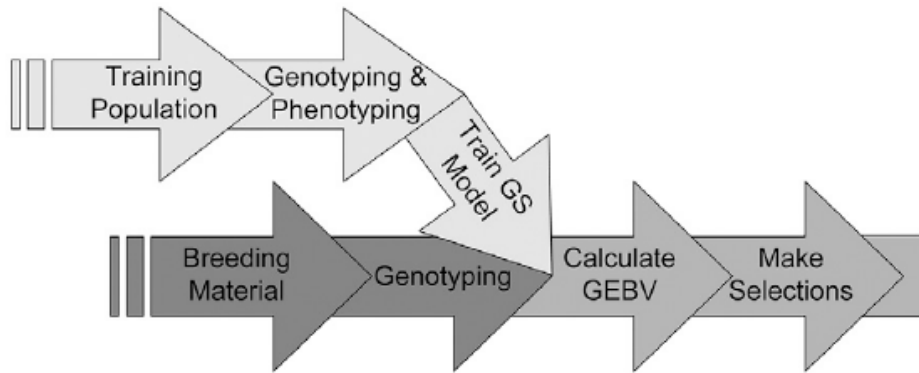 Training
Population
Genotyping &
Phenotyping
Train GS
Model
Breeding
Material
Genotyping
Calculate
GEBV
Make
Selections